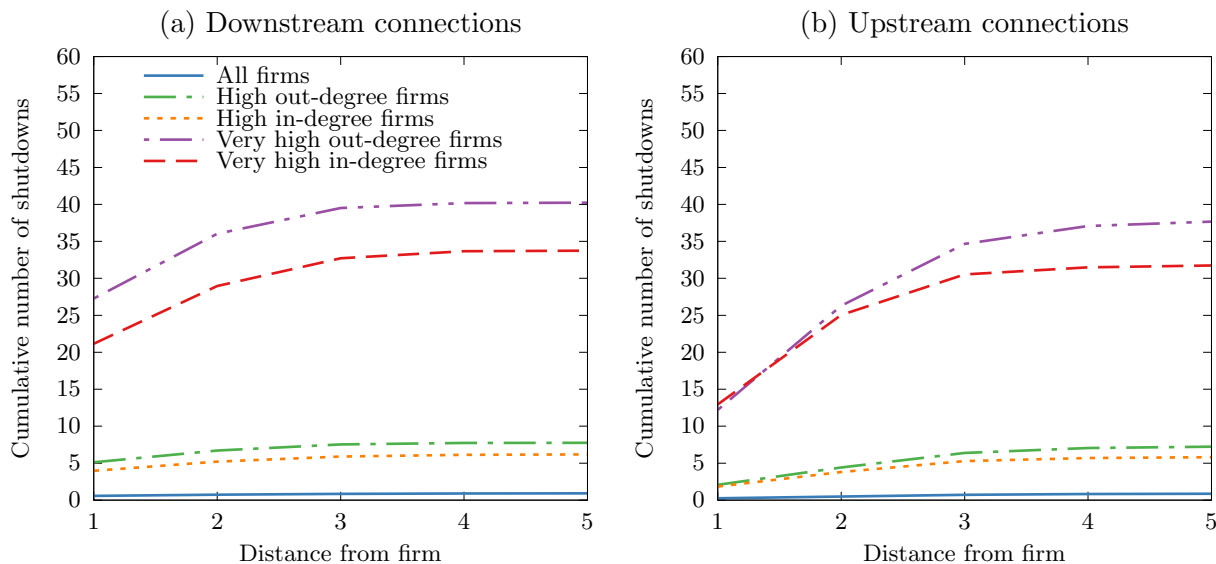 (a) Downstream connections
Cumulative number of shutdowns
60
55
50
45
40
35
30
25
20
15
10
5
0
All firms
High out-degree firms
High in-degree firms
Very high out-degree firms
Very high in-degree firms
1 2 3 4 5
Distance from firm
(b) Upstream connections
Cumulative number of shutdowns
60
55
50
45
40
35
30
25
20
15
10
5
0
1 2 3 4 5
Distance from firm